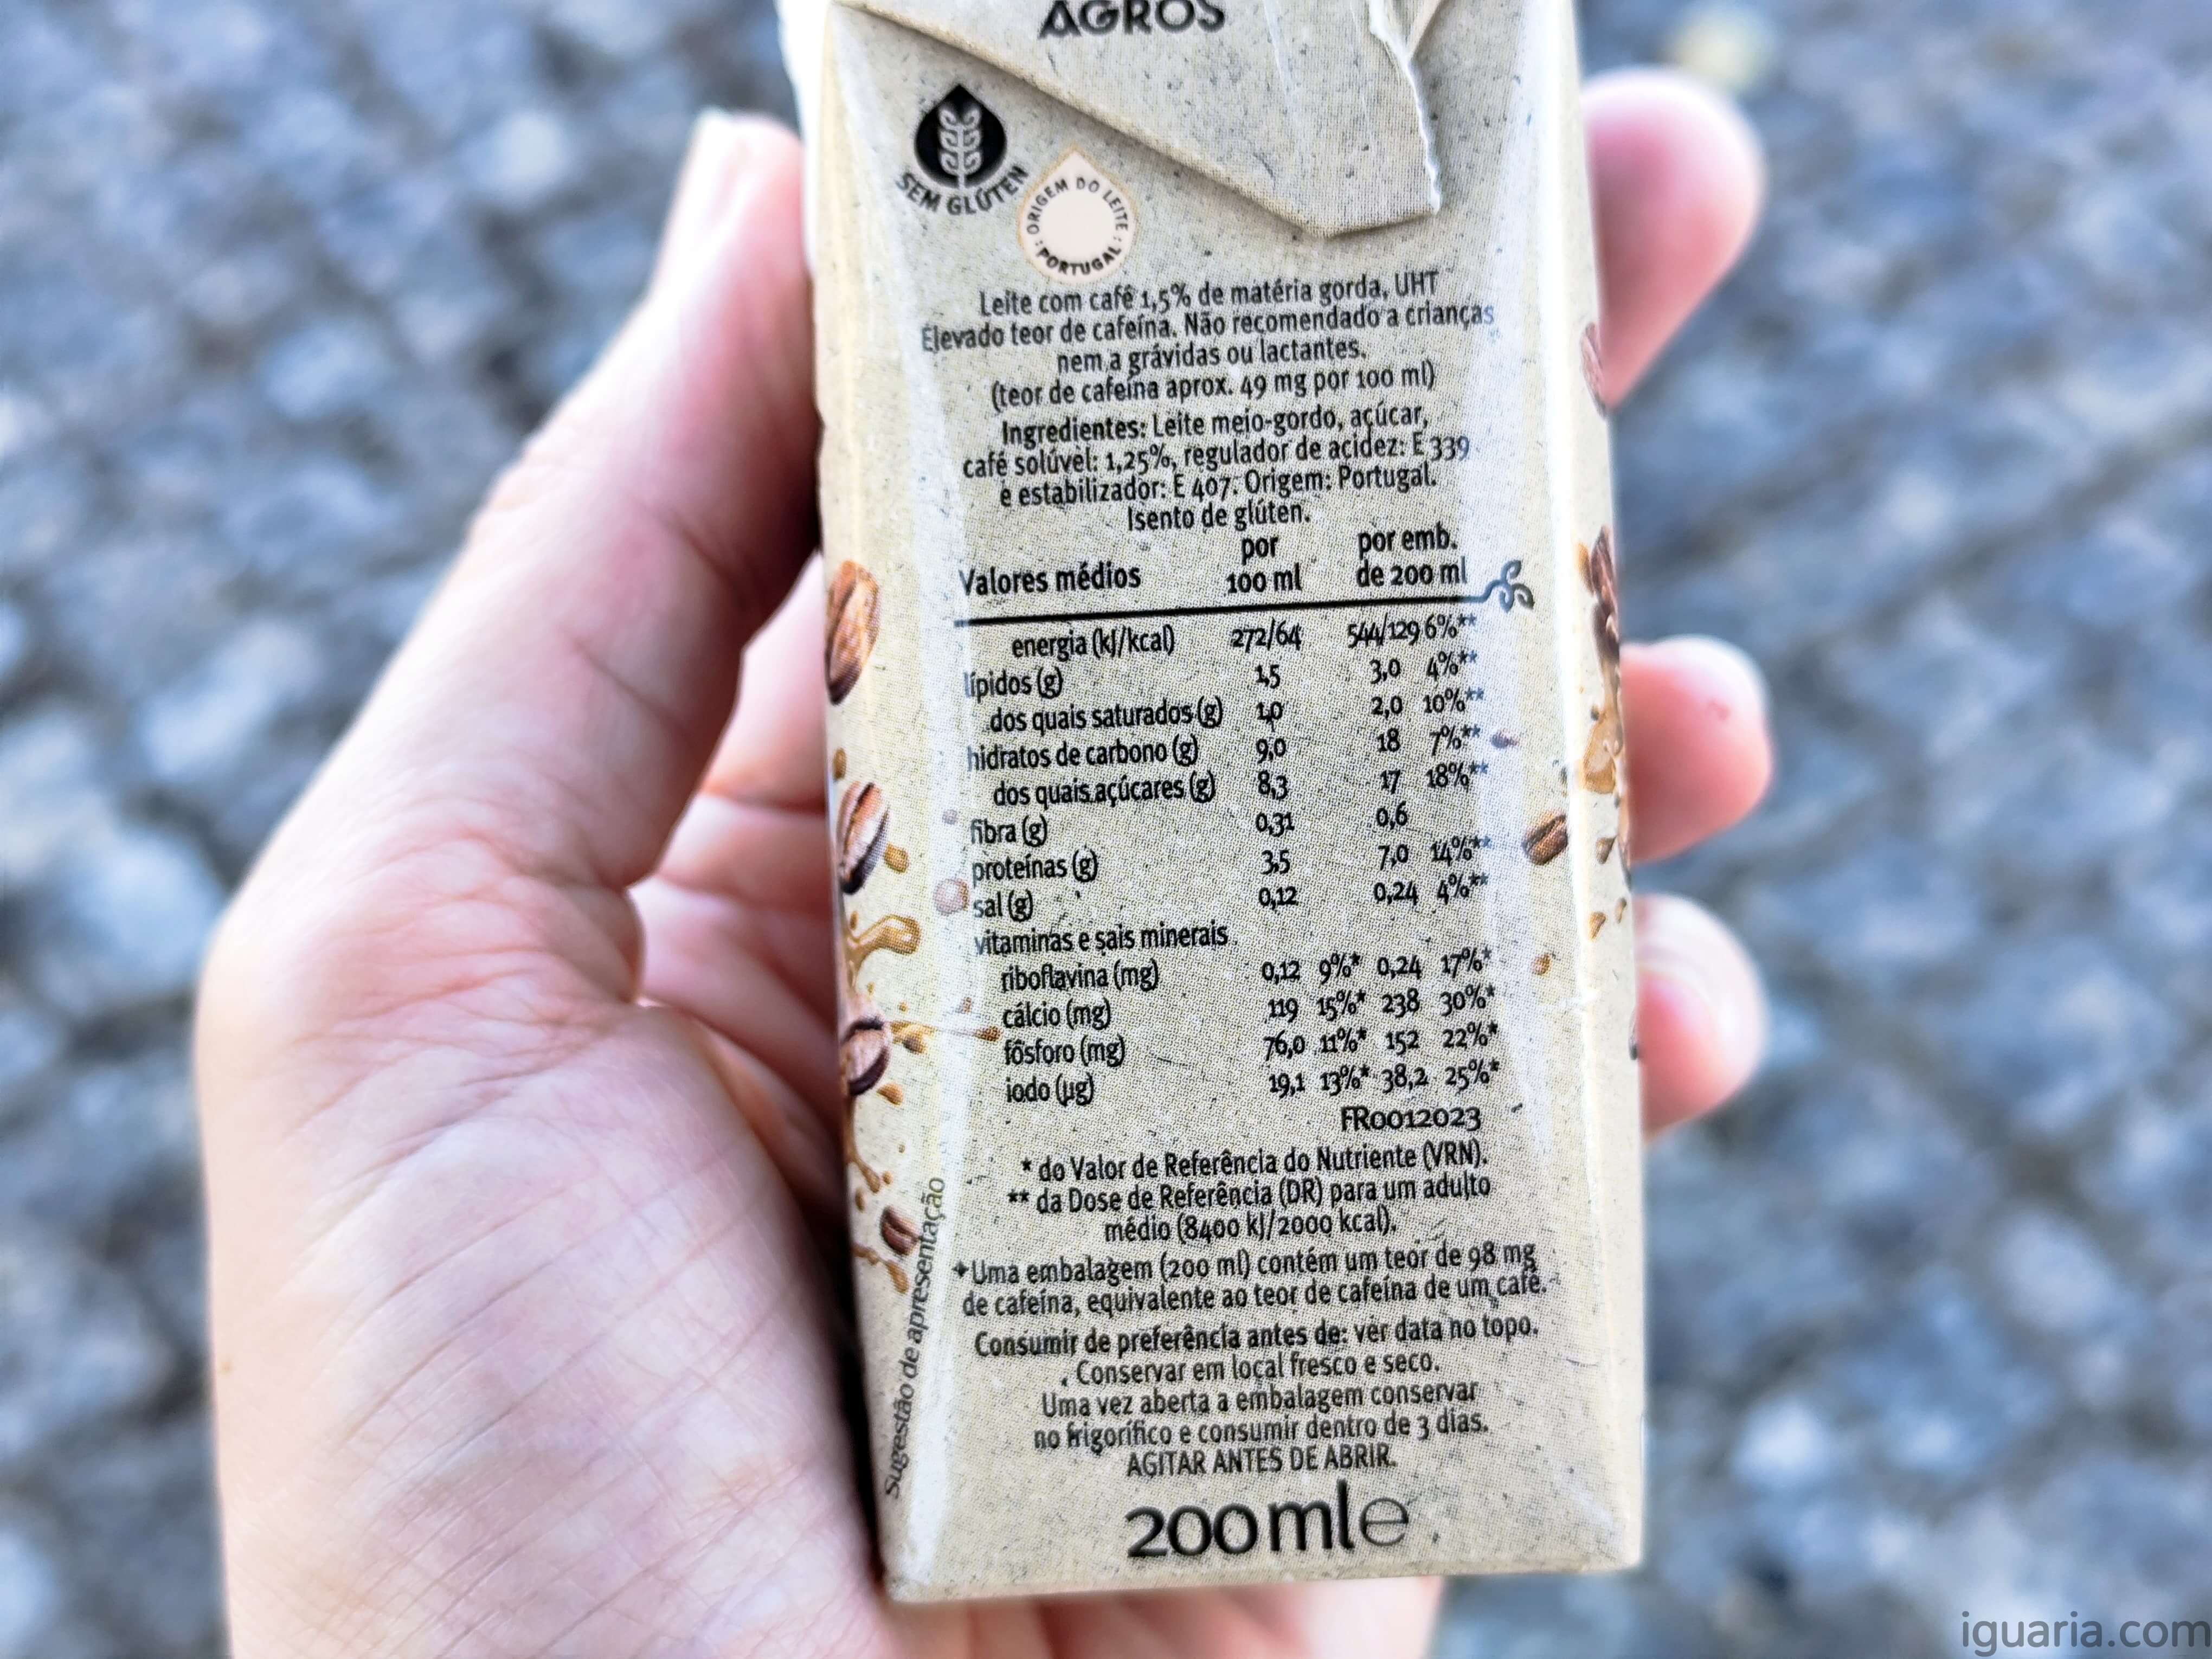 AGROS
SEM GLÚTEN
ORIGEM DO LEITE : PORTUGAL :
Leite com café 1,5% de matéria gorda, UHT
Elevado teor de cafeína. Não recomendado a crianças
nem a grávidas ou lactantes.
(teor de cafeína aprox. 49 mg por 100 ml)
Ingredientes: Leite meio-gordo, açúcar,
café solúvel: 1,25%, regulador de acidez: E 339
e estabilizador: E 407. Origem: Portugal.
Isento de glúten.
Valores médios por 100 ml por emb. de 200 ml
energia (kJ/kcal) 272/64 544/129 6%**
lípidos (g) 1,5 3,0 4%**
dos quais saturados (g) 1,0 2,0 10%**
hidratos de carbono (g) 9,0 18 7%**
dos quais açúcares (g) 8,3 17 18%**
fibra (g) 0,31 0,6
proteínas (g) 3,5 7,0 14%**
sal (g) 0,12 0,24 4%**
vitaminas e sais minerais
riboflavina (mg) 0,12 9%* 0,24 17%*
cálcio (mg) 119 15%* 238 30%*
fósforo (mg) 76,0 11%* 152 22%*
iodo (µg) 19,1 13%* 38,2 25%*
FR0012023
* do Valor de Referência do Nutriente (VRN).
** da Dose de Referência (DR) para um adulto
médio (8400 kJ/2000 kcal).
+Uma embalagem (200 ml) contém um teor de 98 mg
de cafeína, equivalente ao teor de cafeína de um café.
Consumir de preferência antes de: ver data no topo.
Conservar em local fresco e seco.
Uma vez aberta a embalagem conservar
no frigorífico e consumir dentro de 3 dias.
AGITAR ANTES DE ABRIR.
200 ml e
Sugestão de apresentação
iguaria.com